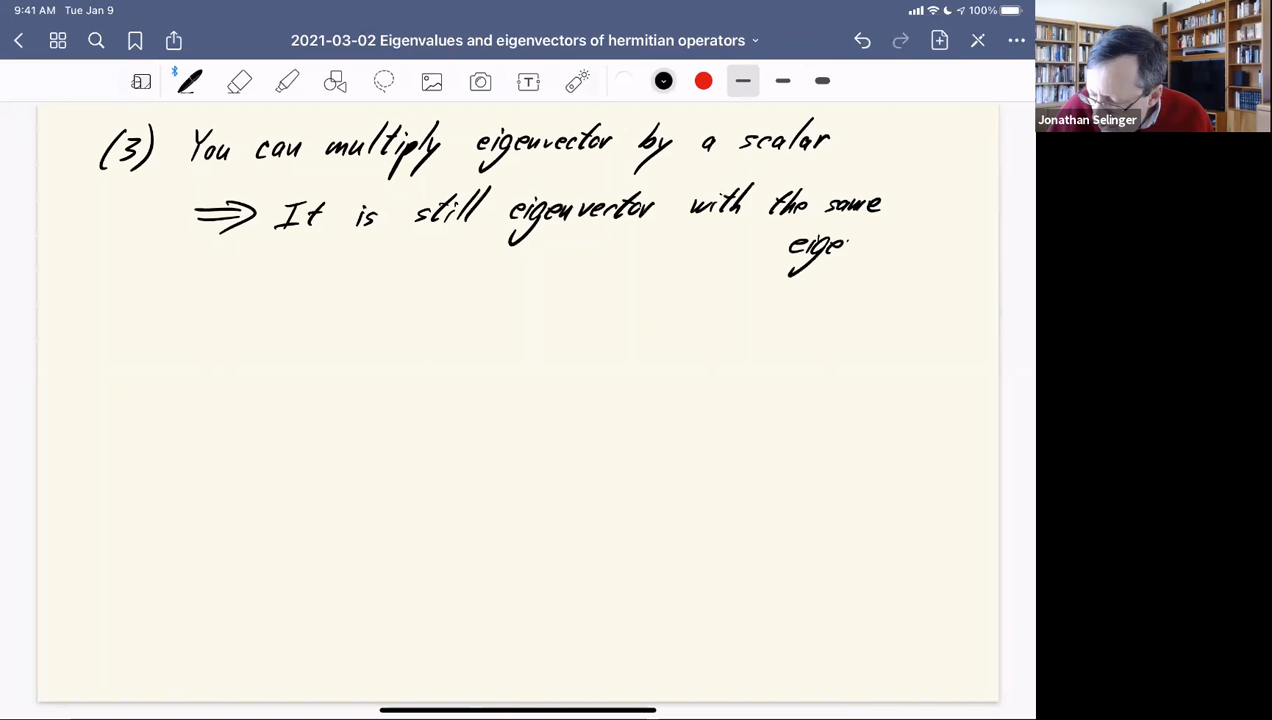 9:41 AM Tue Jan 9
100%
2021-03-02 Eigenvalues and eigenvectors of hermitian operators
T
Jonathan Selinger
(3) You can multiply eigenvector by a scalar
⇒ It is still eigenvector with the same
eige